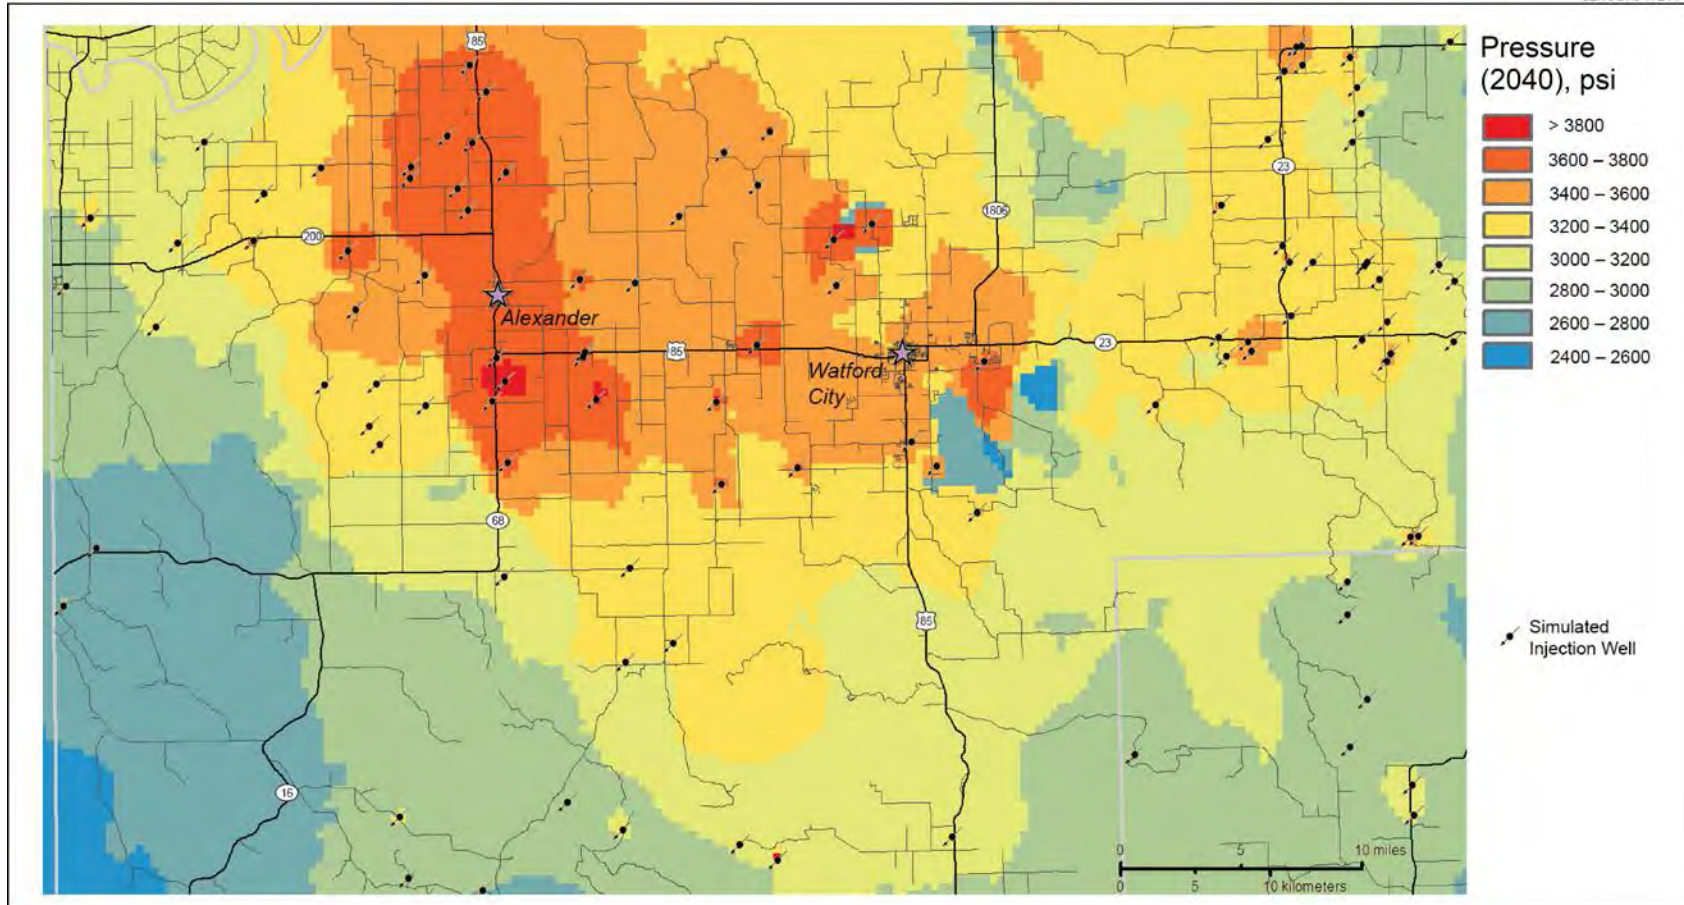 Pressure
(2040), psi
> 3800
3600 – 3800
3400 – 3600
3200 – 3400
3000 – 3200
2800 – 3000
2600 – 2800
2400 – 2600
Simulated
Injection Well
85
23
1806
200
Alexander
85
23
Watford
City
68
85
16
0 5 10 miles
0 5 10 kilometers